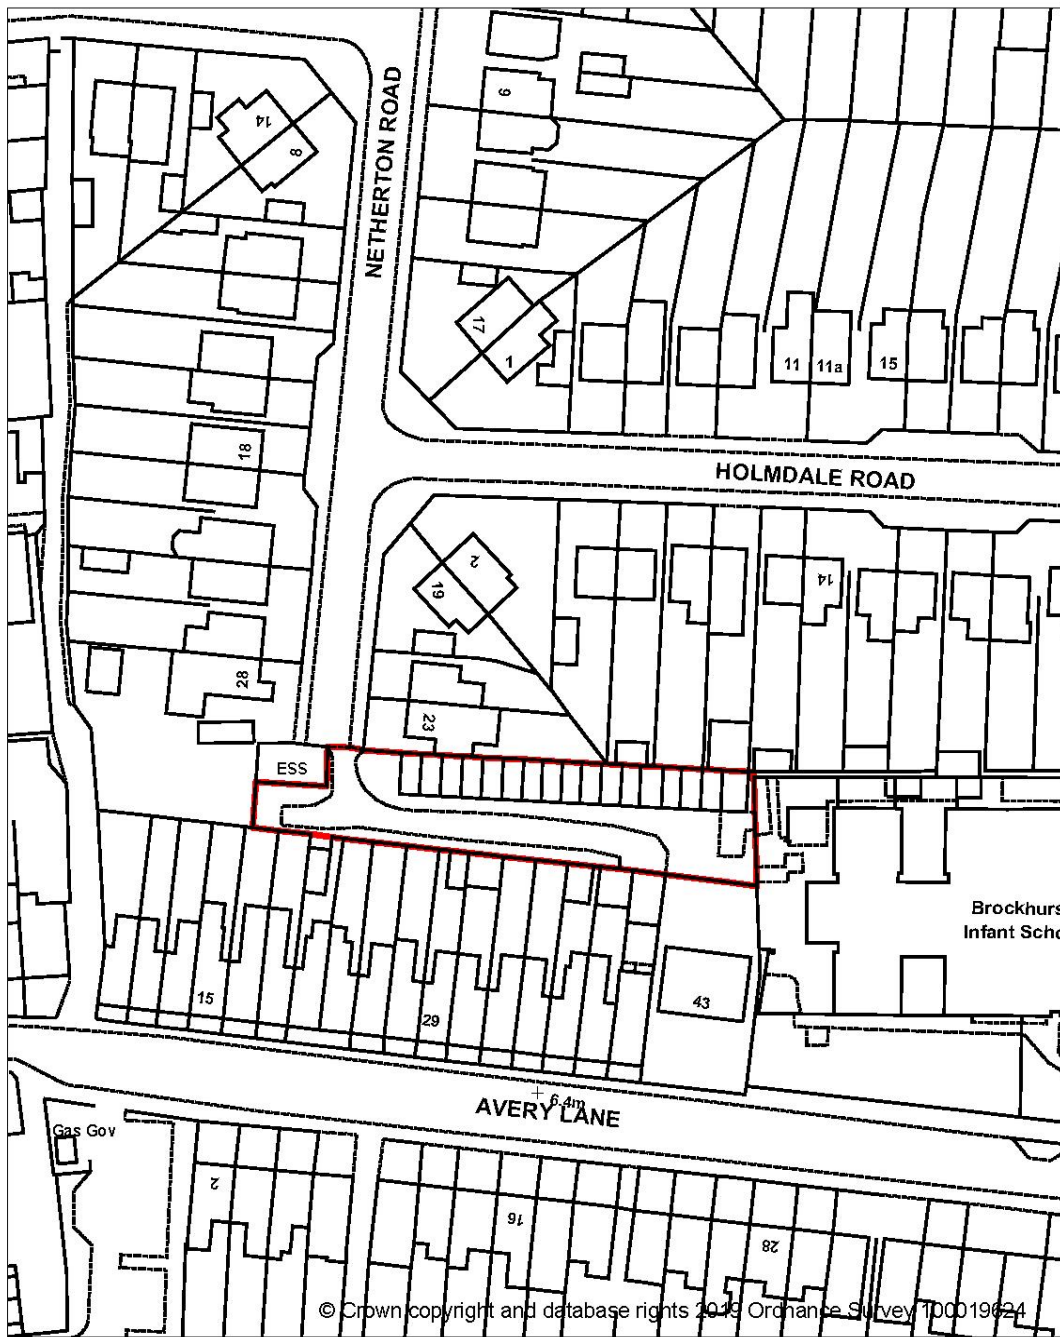 14
8
NETHERTON ROAD
9
17
1
11
11a
15
18
HOLMDALE ROAD
2
19
14
28
23
ESS
Brockhurs
Infant Scho
15
29
43
6.4m
AVERY LANE
Gas Gov
2
16
28
© Crown copyright and database rights 2019 Ordnance Survey 100019624